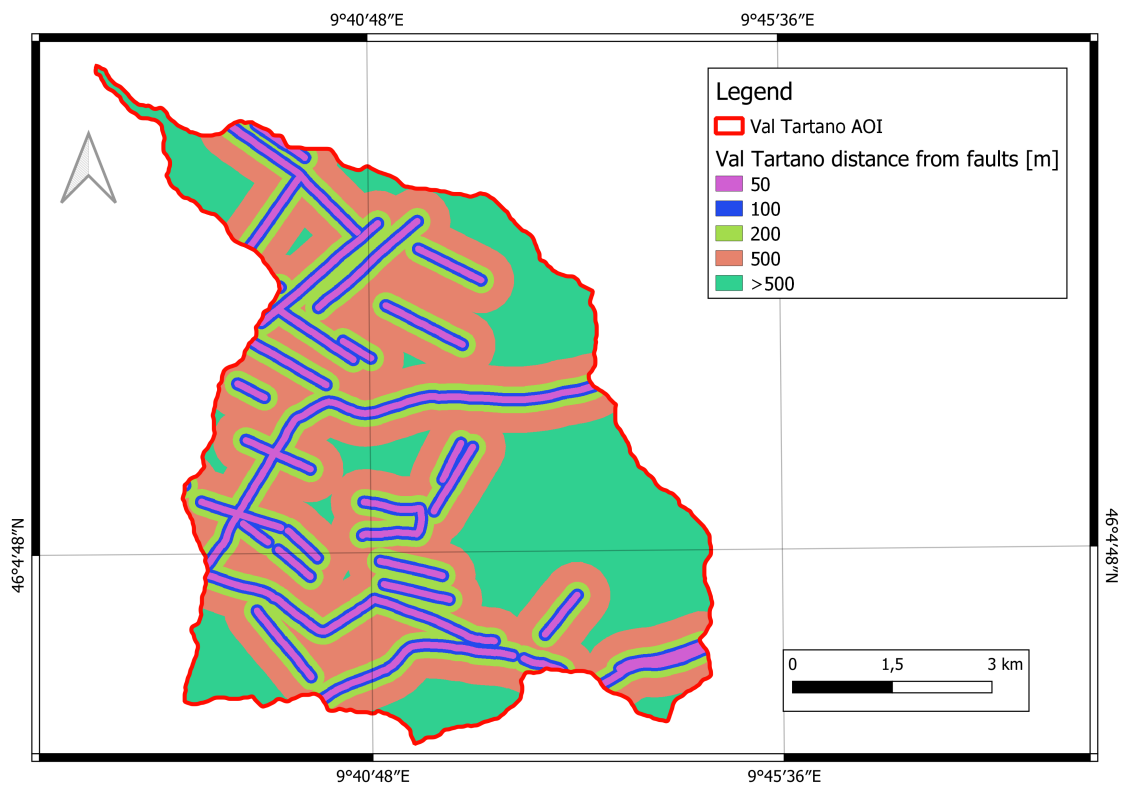 9°40′48″E
9°45′36″E
Legend
Val Tartano AOI
Val Tartano distance from faults [m]
50
100
200
500
>500
46°4′48″N
46°4′48″N
0
1,5
3 km
9°40′48″E
9°45′36″E